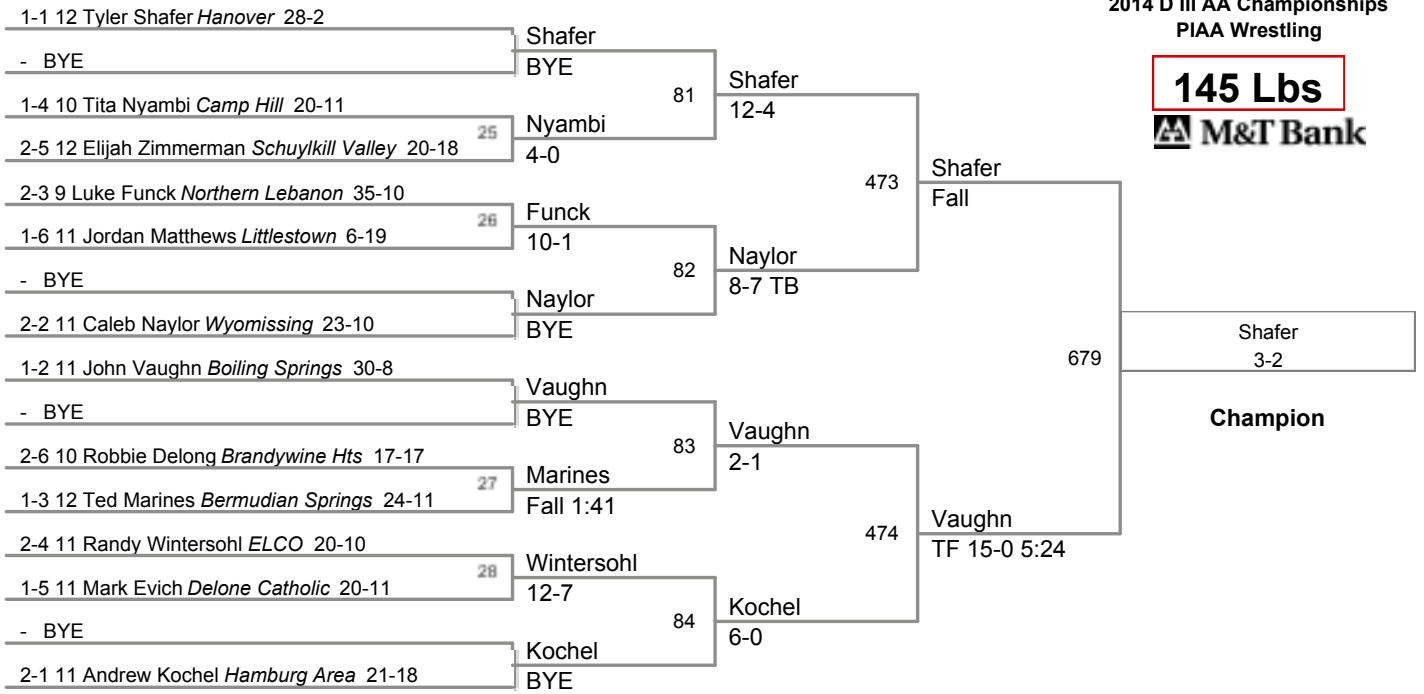 2014 D III AA Championships
PIAA Wrestling
145 Lbs
M&T Bank
1-1 12 Tyler Shafer Hanover 28-2
- BYE
1-4 10 Tita Nyambi Camp Hill 20-11
2-5 12 Elijah Zimmerman Schuylkill Valley 20-18
2-3 9 Luke Funck Northern Lebanon 35-10
1-6 11 Jordan Matthews Littlestown 6-19
- BYE
2-2 11 Caleb Naylor Wyomissing 23-10
1-2 11 John Vaughn Boiling Springs 30-8
- BYE
2-6 10 Robbie Delong Brandywine Hts 17-17
1-3 12 Ted Marines Bermudian Springs 24-11
2-4 11 Randy Wintersohl ELCO 20-10
1-5 11 Mark Evich Delone Catholic 20-11
- BYE
2-1 11 Andrew Kochel Hamburg Area 21-18
25
26
27
28
Shafer
BYE
Nyambi
4-0
Funck
10-1
Naylor
BYE
Vaughn
BYE
Marines
Fall 1:41
Wintersohl
12-7
Kochel
BYE
81
82
83
84
Shafer
12-4
Naylor
8-7 TB
Vaughn
2-1
Kochel
6-0
473
474
Shafer
Fall
Vaughn
TF 15-0 5:24
679
Shafer
3-2
Champion